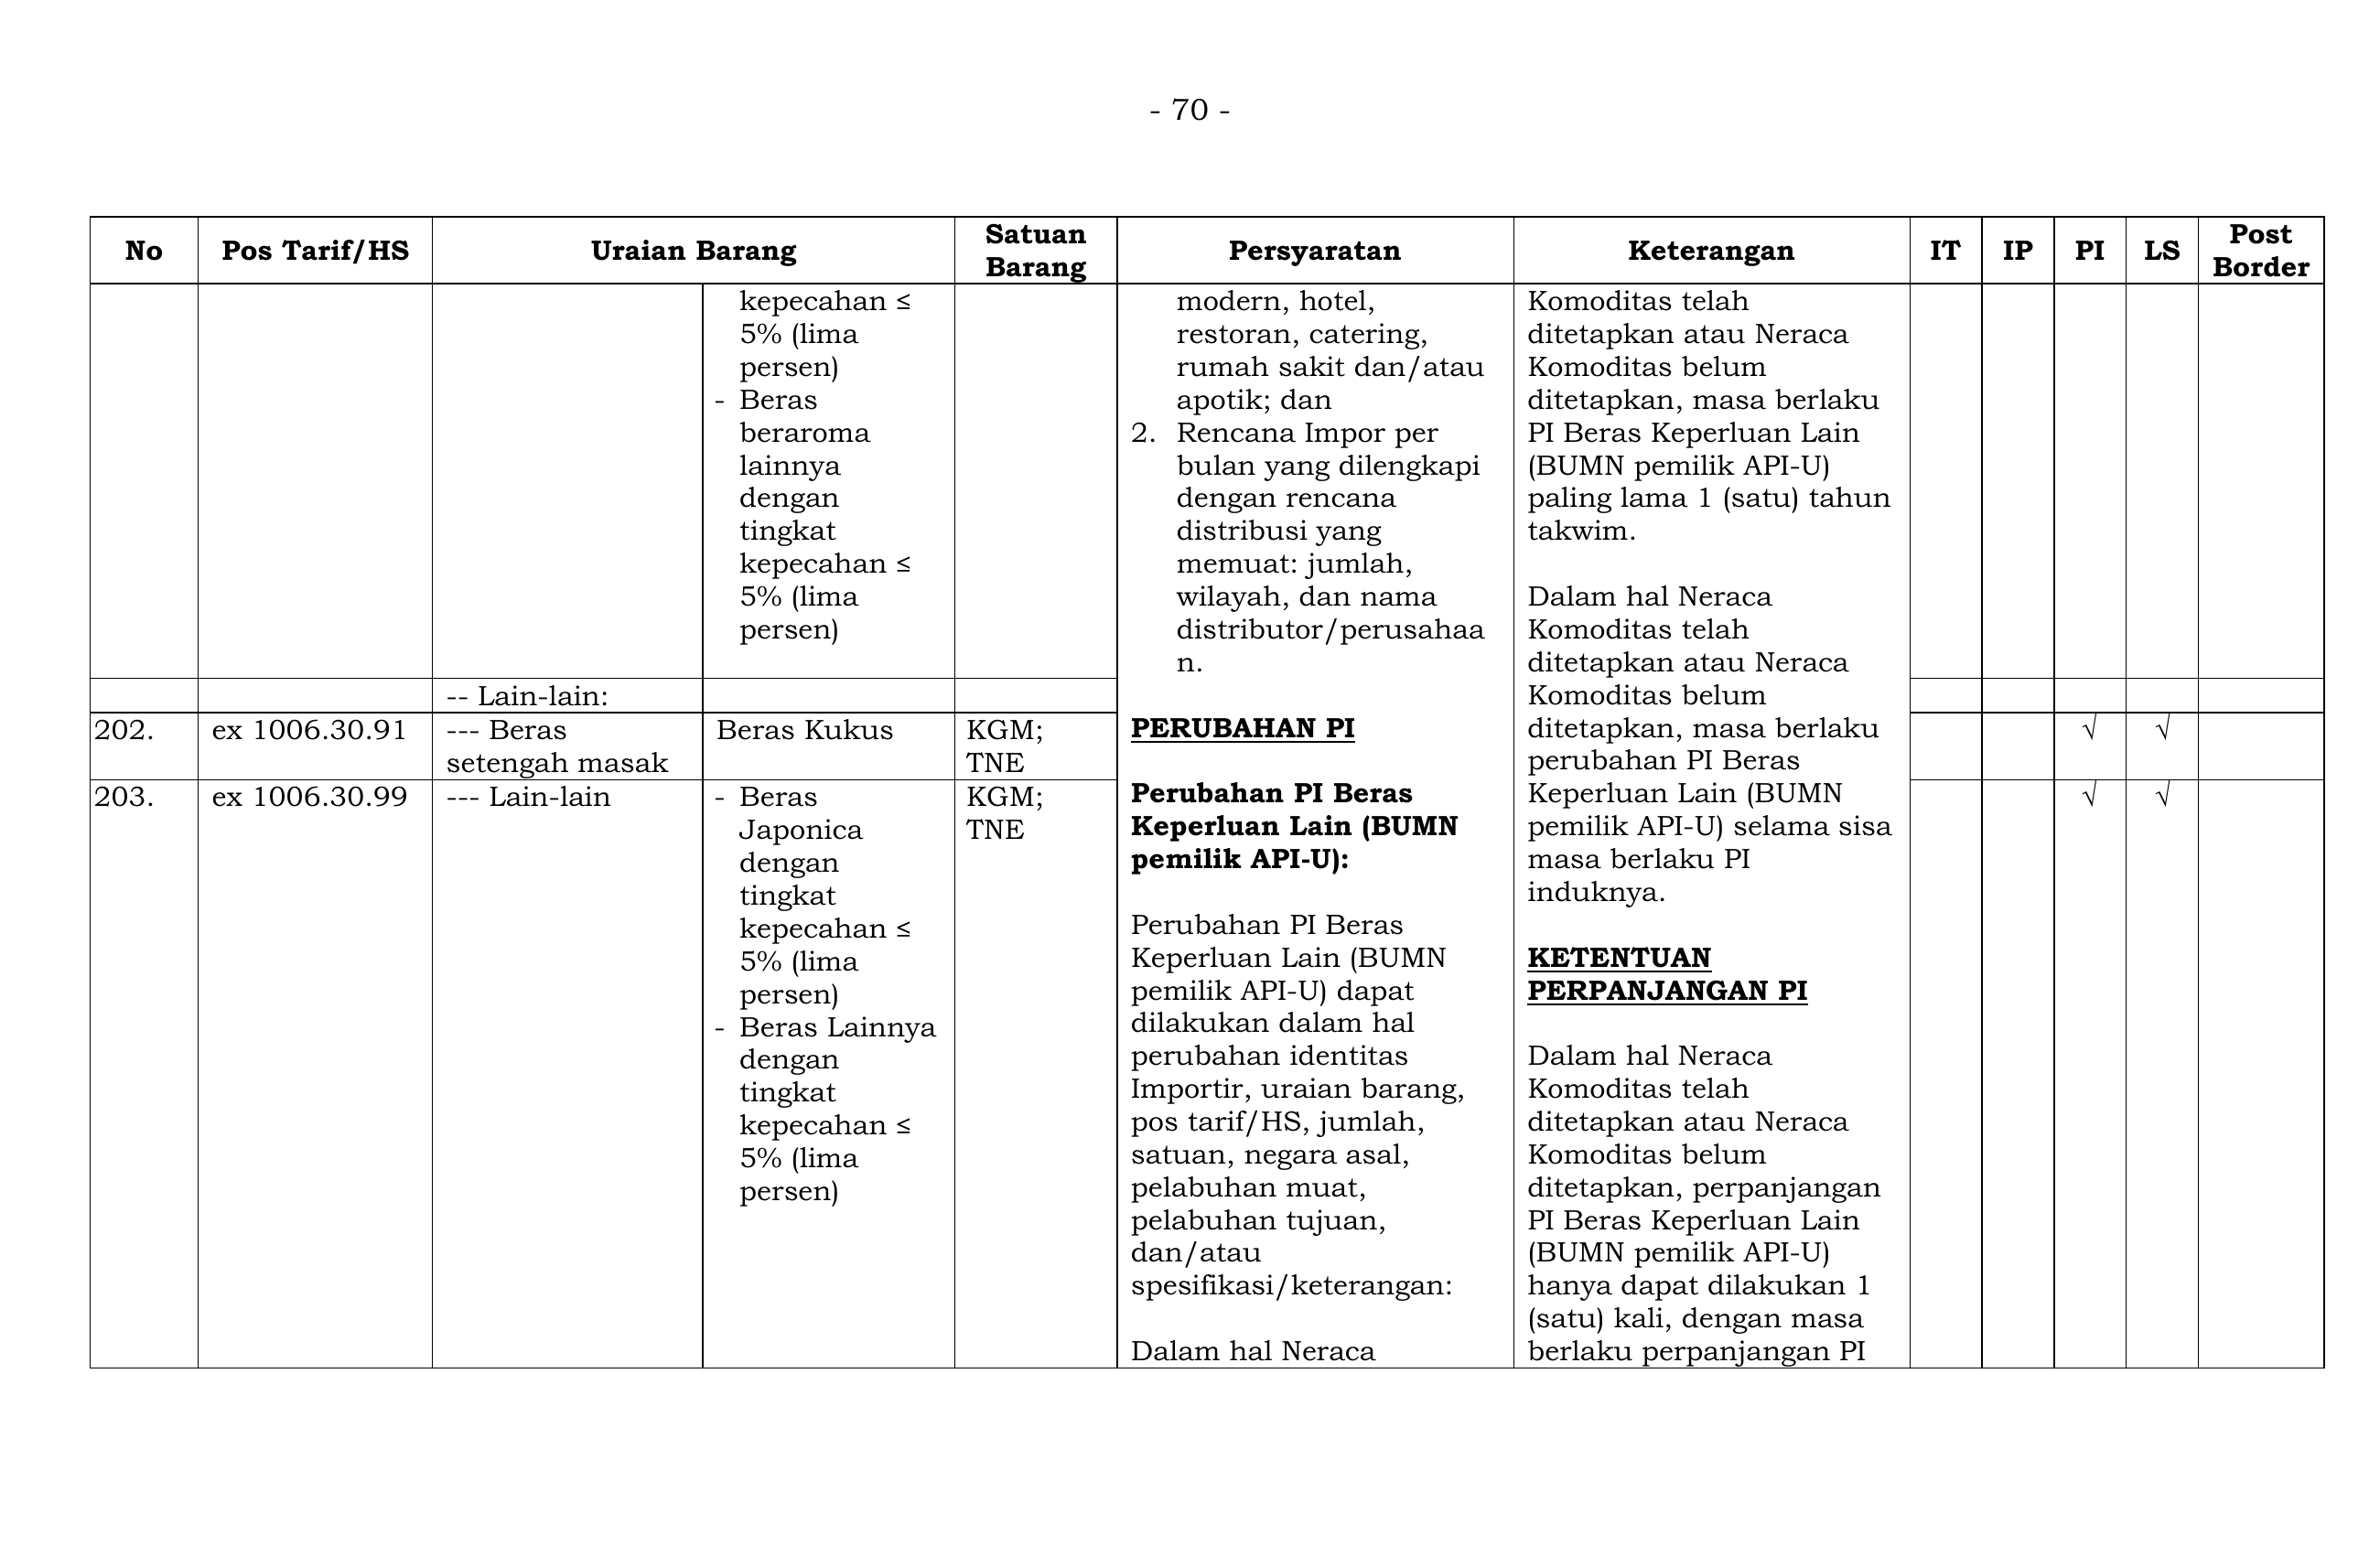 - 70 -
No
Pos Tarif/HS
Uraian Barang
Satuan
Barang
Persyaratan
Keterangan
IT
IP
PI
LS
Post
Border
kepecahan ≤
5% (lima
persen)
- Beras
beraroma
lainnya
dengan
tingkat
kepecahan ≤
5% (lima
persen)
-- Lain-lain:
202.
ex 1006.30.91
--- Beras
setengah masak
Beras Kukus
KGM;
TNE
√
√
203.
ex 1006.30.99
--- Lain-lain
- Beras
Japonica
dengan
tingkat
kepecahan ≤
5% (lima
persen)
- Beras Lainnya
dengan
tingkat
kepecahan ≤
5% (lima
persen)
KGM;
TNE
√
√
modern, hotel,
restoran, catering,
rumah sakit dan/atau
apotik; dan
2. Rencana Impor per
bulan yang dilengkapi
dengan rencana
distribusi yang
memuat: jumlah,
wilayah, dan nama
distributor/perusahaa
n.
PERUBAHAN PI
Perubahan PI Beras
Keperluan Lain (BUMN
pemilik API-U):
Perubahan PI Beras
Keperluan Lain (BUMN
pemilik API-U) dapat
dilakukan dalam hal
perubahan identitas
Importir, uraian barang,
pos tarif/HS, jumlah,
satuan, negara asal,
pelabuhan muat,
pelabuhan tujuan,
dan/atau
spesifikasi/keterangan:
Dalam hal Neraca
Komoditas telah
ditetapkan atau Neraca
Komoditas belum
ditetapkan, masa berlaku
PI Beras Keperluan Lain
(BUMN pemilik API-U)
paling lama 1 (satu) tahun
takwim.
Dalam hal Neraca
Komoditas telah
ditetapkan atau Neraca
Komoditas belum
ditetapkan, masa berlaku
perubahan PI Beras
Keperluan Lain (BUMN
pemilik API-U) selama sisa
masa berlaku PI
induknya.
KETENTUAN
PERPANJANGAN PI
Dalam hal Neraca
Komoditas telah
ditetapkan atau Neraca
Komoditas belum
ditetapkan, perpanjangan
PI Beras Keperluan Lain
(BUMN pemilik API-U)
hanya dapat dilakukan 1
(satu) kali, dengan masa
berlaku perpanjangan PI